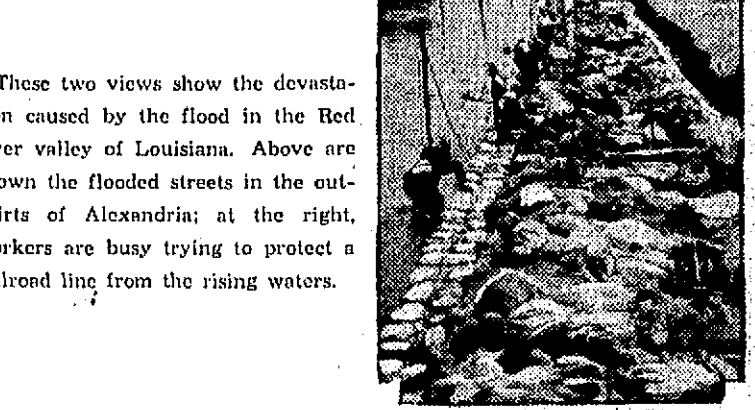 These two views show the devasta-
n caused by the flood in the Red
er valley of Louisiana. Above are
own the flooded streets in the out-
irts of Alexandria; at the right,
orkers are busy trying to protect a
ilroad line from the rising waters.